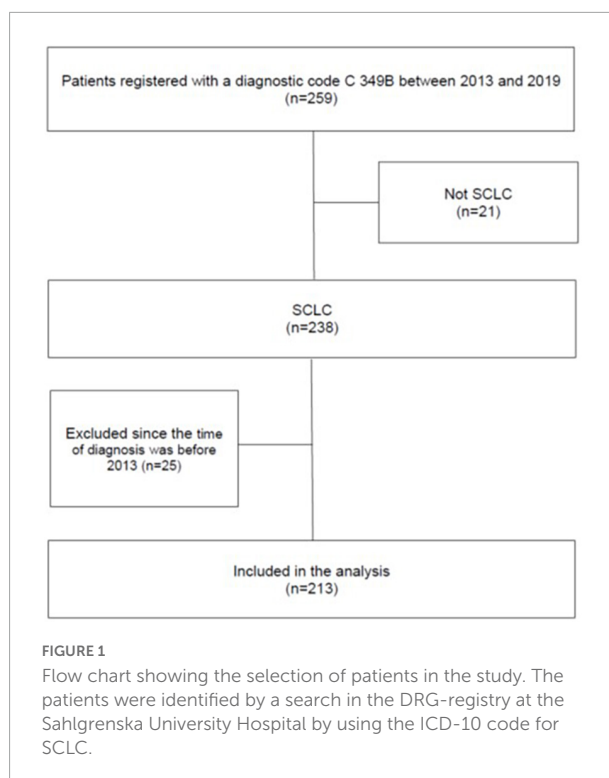 Patients registered with a diagnostic code C 349B between 2013 and 2019
(n=259)
Not SCLC
(n=21)
SCLC
(n=238)
Excluded since the time
of diagnosis was before
2013 (n=25)
Included in the analysis
(n=213)
FIGURE 1
Flow chart showing the selection of patients in the study. The
patients were identified by a search in the DRG-registry at the
Sahlgrenska University Hospital by using the ICD-10 code for
SCLC.